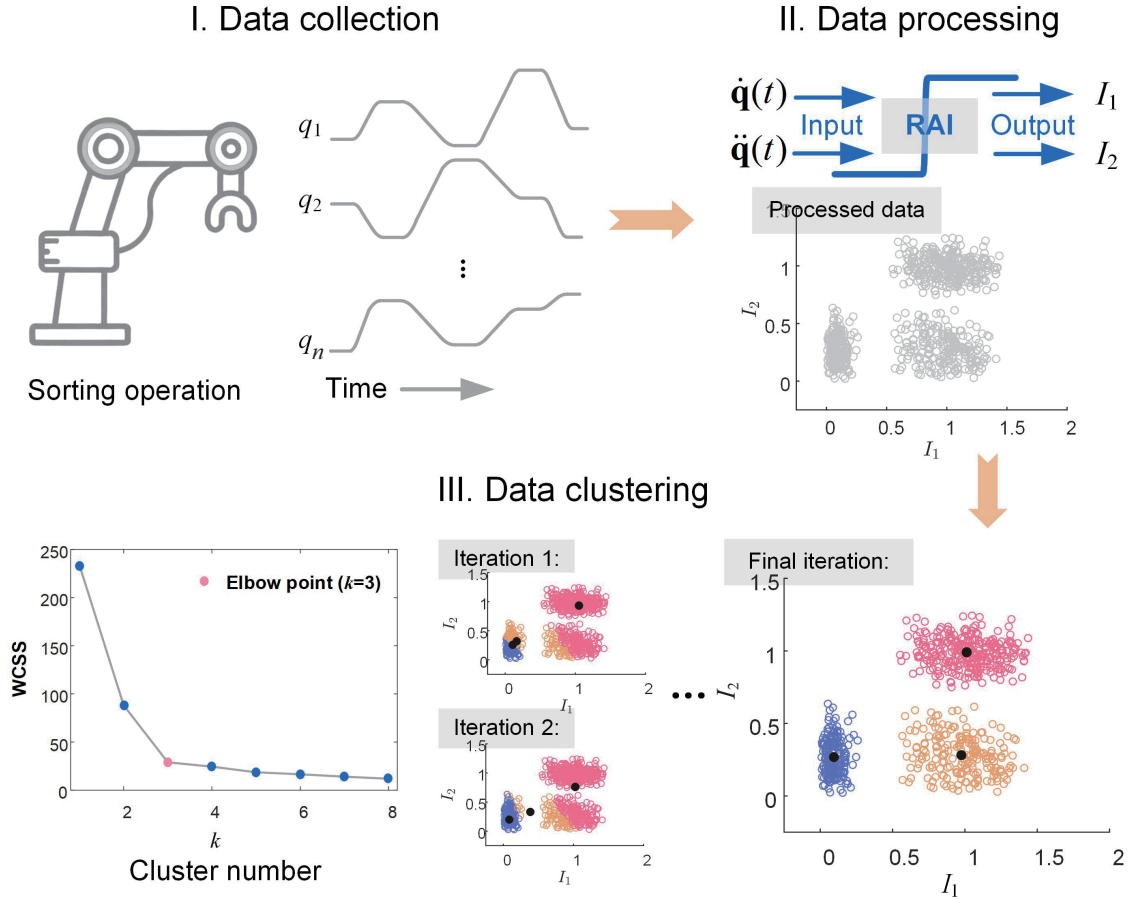 I. Data collection
q1
q2
⋮
qn
Sorting operation
Time
II. Data processing
q̇(t)
Input
RAI
Output
I1
q̈(t)
I2
Processed data
1.5
1
0.5
0
I2
0 0.5 1 1.5 2
I1
III. Data clustering
250
200
150
100
50
0
WCSS
Elbow point (k=3)
2 4 6 8
k
Cluster number
Iteration 1:
1.5
1
0.5
0
I2
0 1 2
I1
Iteration 2:
1.5
1
0.5
0
I2
0 1 2
I1
...
Final iteration:
1.5
1
0.5
0
I2
0 0.5 1 1.5 2
I1